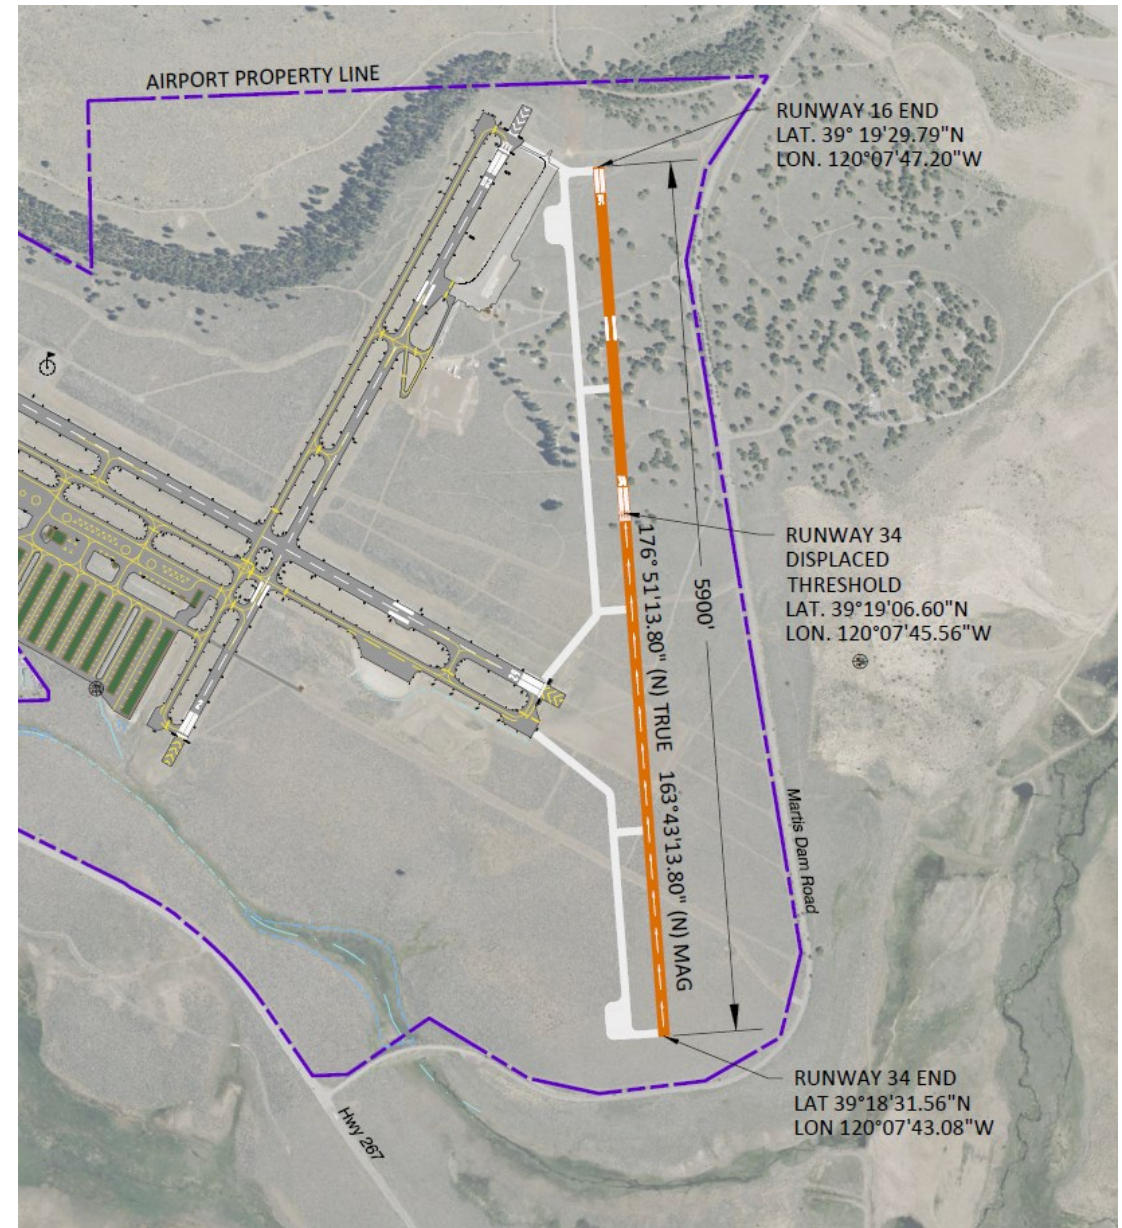 AIRPORT PROPERTY LINE
RUNWAY 16 END
LAT. 39° 19'29.79"N
LON. 120°07'47.20"W
RUNWAY 34
DISPLACED
THRESHOLD
LAT. 39°19'06.60"N
LON. 120°07'45.56"W
5900'
176° 51'13.80" (N) TRUE 163°43'13.80" (N) MAG
Martis Dam Road
RUNWAY 34 END
LAT 39°18'31.56"N
LON 120°07'43.08"W
Hwy 267